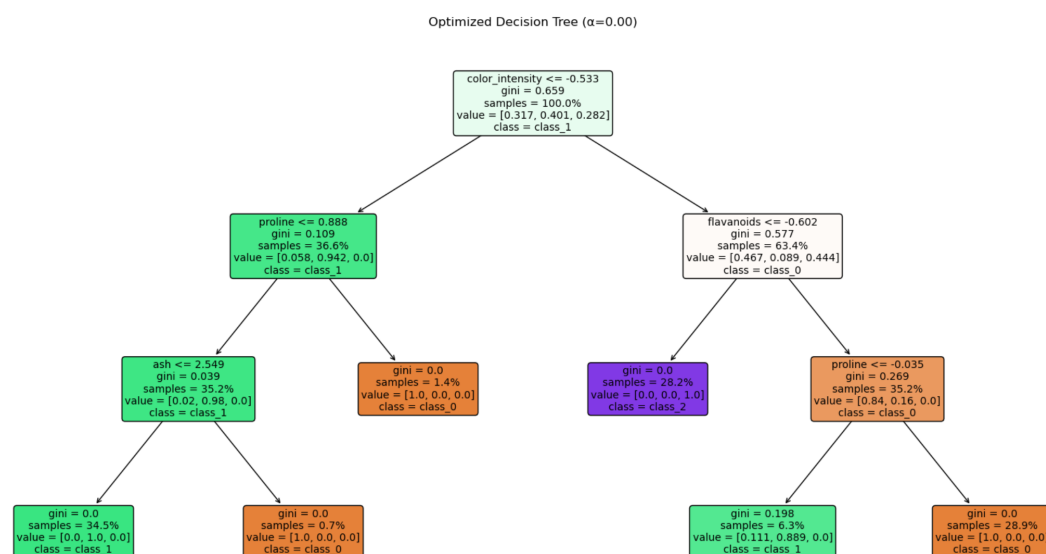 Optimized Decision Tree (α=0.00)
color_intensity <= -0.533
gini = 0.659
samples = 100.0%
value = [0.317, 0.401, 0.282]
class = class_1
proline <= 0.888
gini = 0.109
samples = 36.6%
value = [0.058, 0.942, 0.0]
class = class_1
flavanoids <= -0.602
gini = 0.577
samples = 63.4%
value = [0.467, 0.089, 0.444]
class = class_0
ash <= 2.549
gini = 0.039
samples = 35.2%
value = [0.02, 0.98, 0.0]
class = class_1
gini = 0.0
samples = 1.4%
value = [1.0, 0.0, 0.0]
class = class_0
gini = 0.0
samples = 28.2%
value = [0.0, 0.0, 1.0]
class = class_2
proline <= -0.035
gini = 0.269
samples = 35.2%
value = [0.84, 0.16, 0.0]
class = class_0
gini = 0.0
samples = 34.5%
value = [0.0, 1.0, 0.0]
class = class_1
gini = 0.0
samples = 0.7%
value = [1.0, 0.0, 0.0]
class = class_0
gini = 0.198
samples = 6.3%
value = [0.111, 0.889, 0.0]
class = class_1
gini = 0.0
samples = 28.9%
value = [1.0, 0.0, 0.0
class = class_0